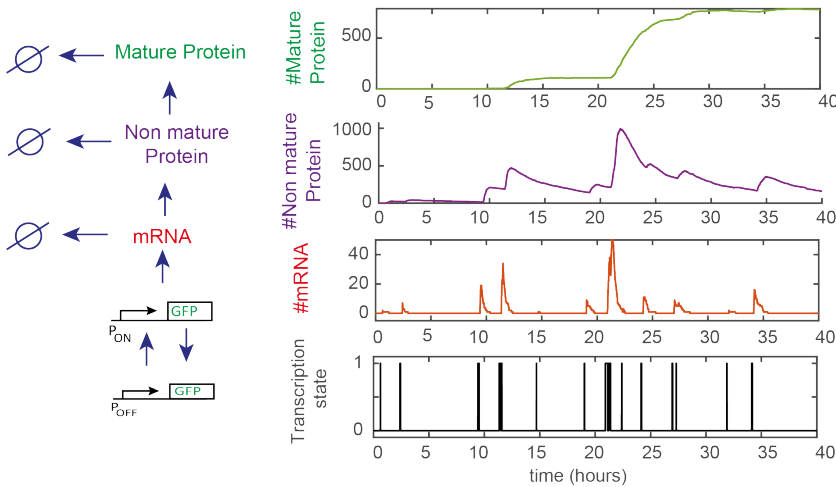 Mature Protein
Non mature
Protein
mRNA
GFP
PON
GFP
POFF
#Mature
Protein
500
0
0 5 10 15 20 25 30 35 40
#Non mature
Protein
1000
500
0
0 5 10 15 20 25 30 35 40
#mRNA
40
20
0
0 5 10 15 20 25 30 35 40
Transcription
state
1
0
0 5 10 15 20 25 30 35 40
time (hours)